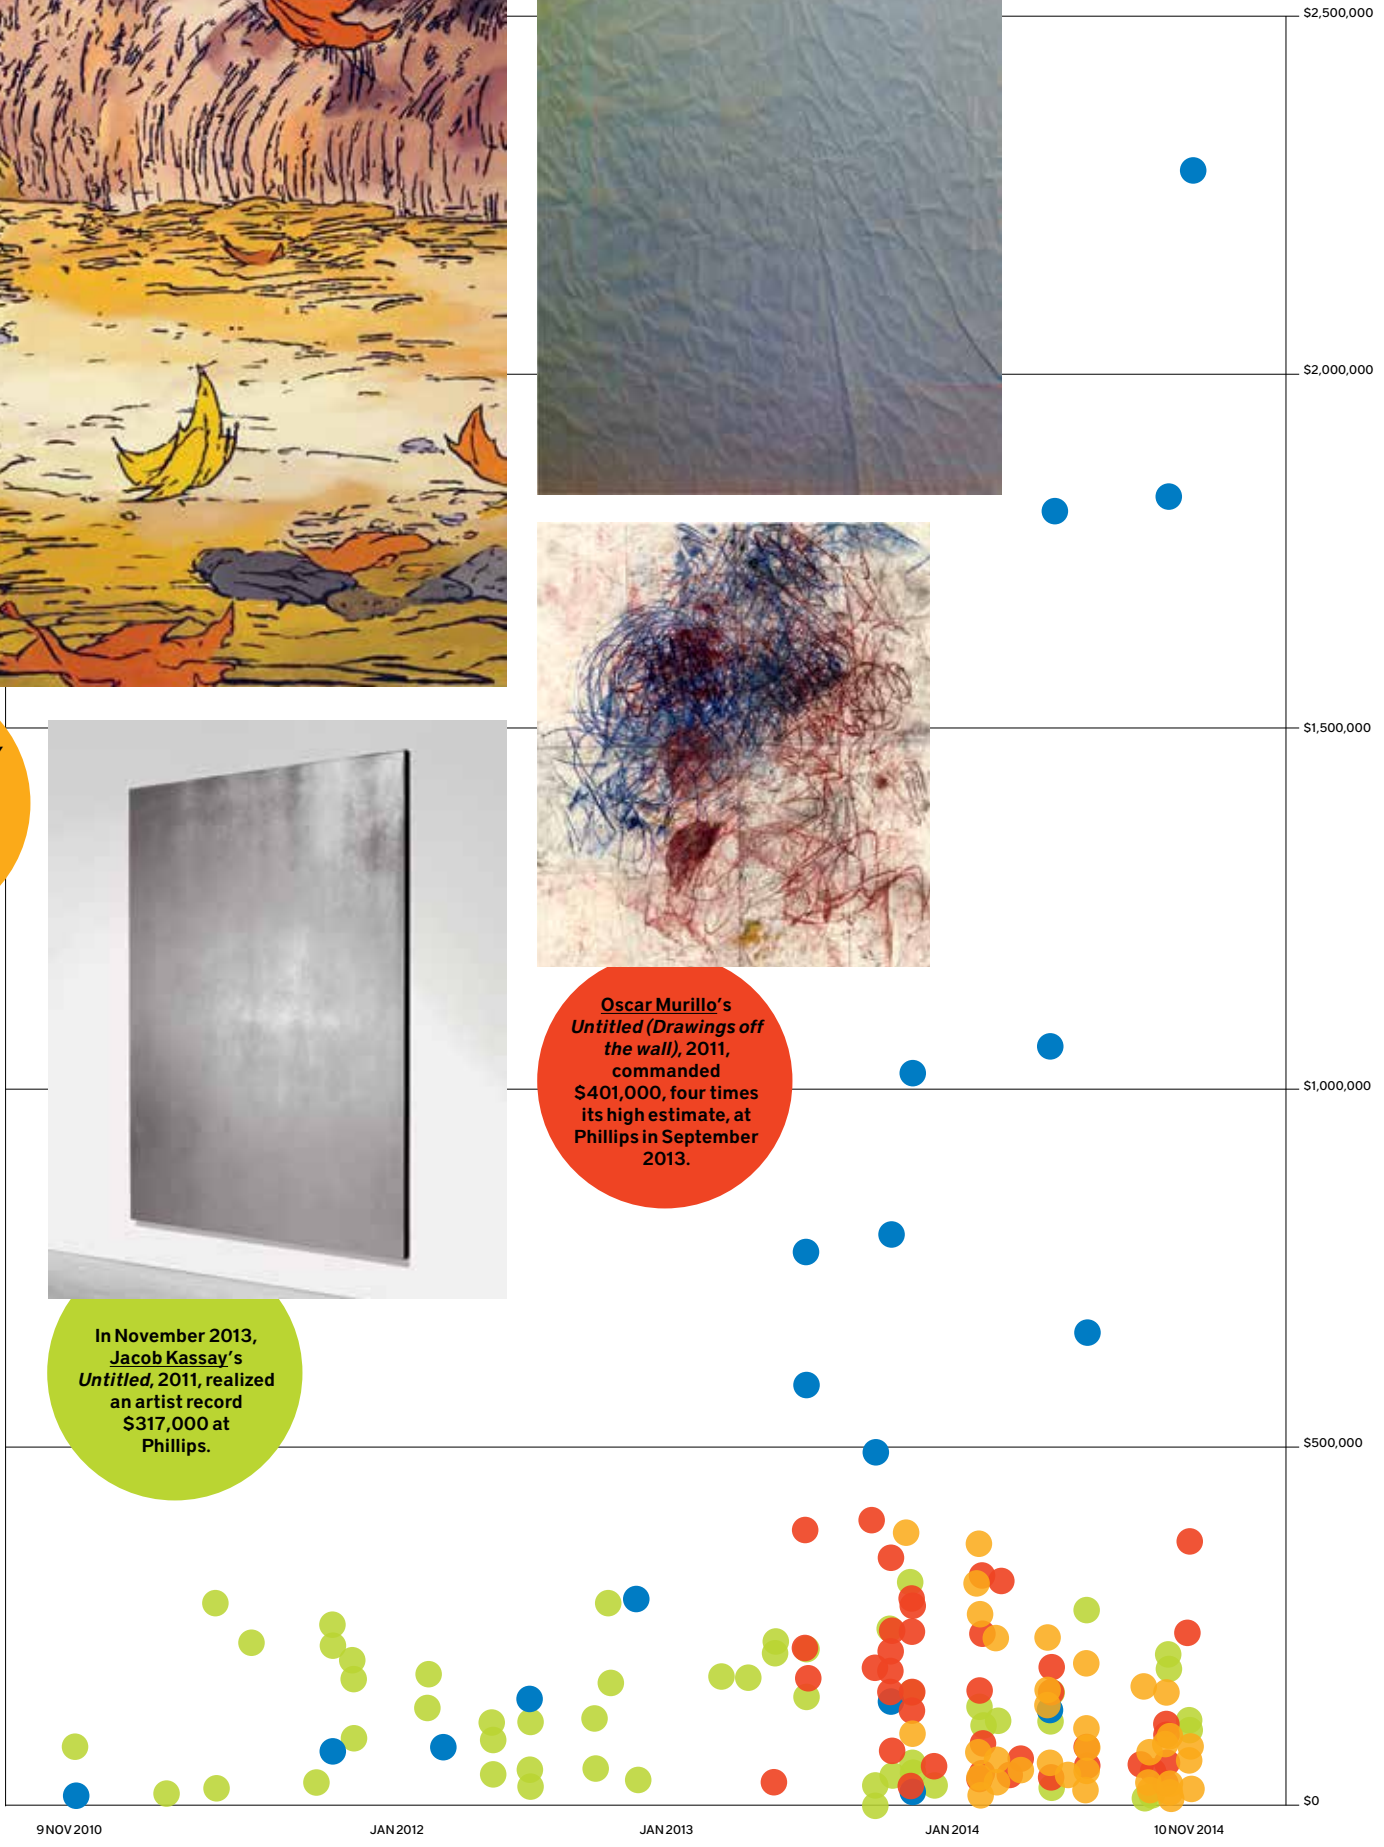 $2,500,000
$2,000,000
$1,500,000
Oscar Murillo's
Untitled (Drawings off
the wall), 2011,
commanded
$401,000, four times
its high estimate, at
Phillips in September
2013.
$1,000,000
In November 2013,
Jacob Kassay's
Untitled, 2011, realized
an artist record
$317,000 at
Phillips.
$500,000
$0
9 NOV 2010
JAN 2012
JAN 2013
JAN 2014
10 NOV 2014